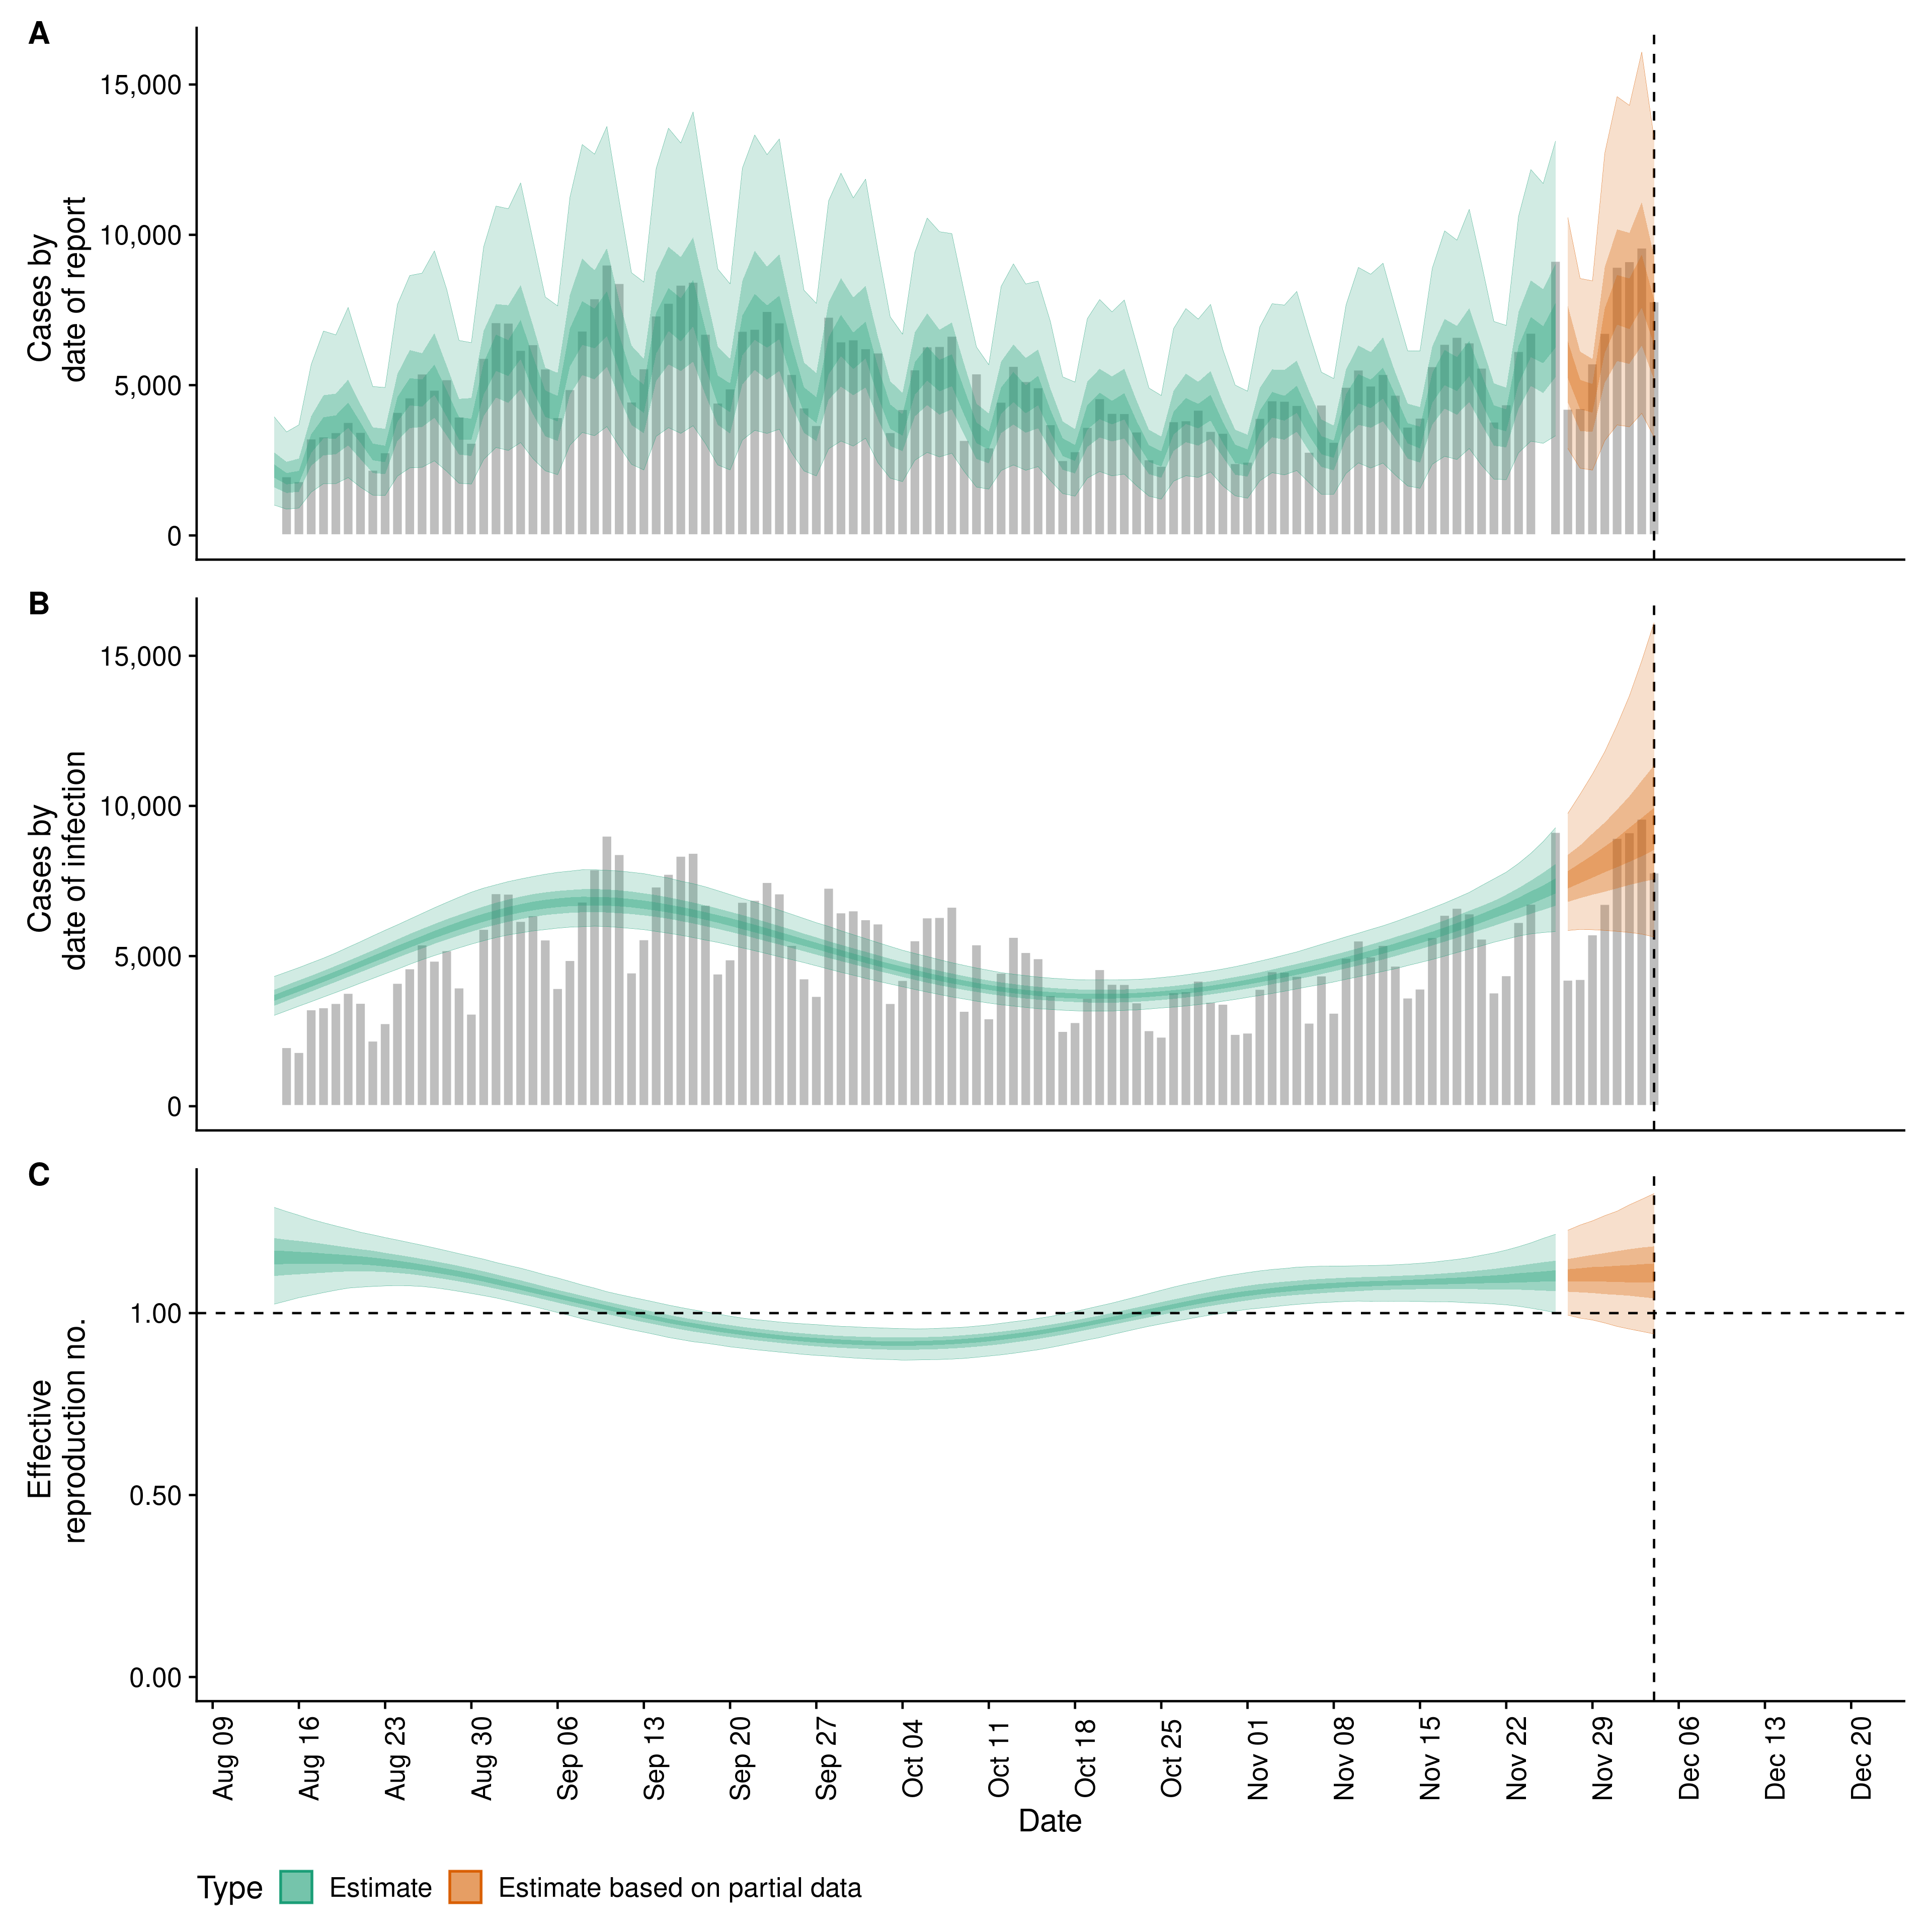 A
Cases by
date of report
15,000
10,000
5,000
0
B
Cases by
date of infection
15,000
10,000
5,000
0
C
Effective
reproduction no.
1.00
0.50
0.00
Aug 09
Aug 16
Aug 23
Aug 30
Sep 06
Sep 13
Sep 20
Sep 27
Oct 04
Oct 11
Oct 18
Oct 25
Nov 01
Nov 08
Nov 15
Nov 22
Nov 29
Dec 06
Dec 13
Dec 20
Date
Type Estimate Estimate based on partial data